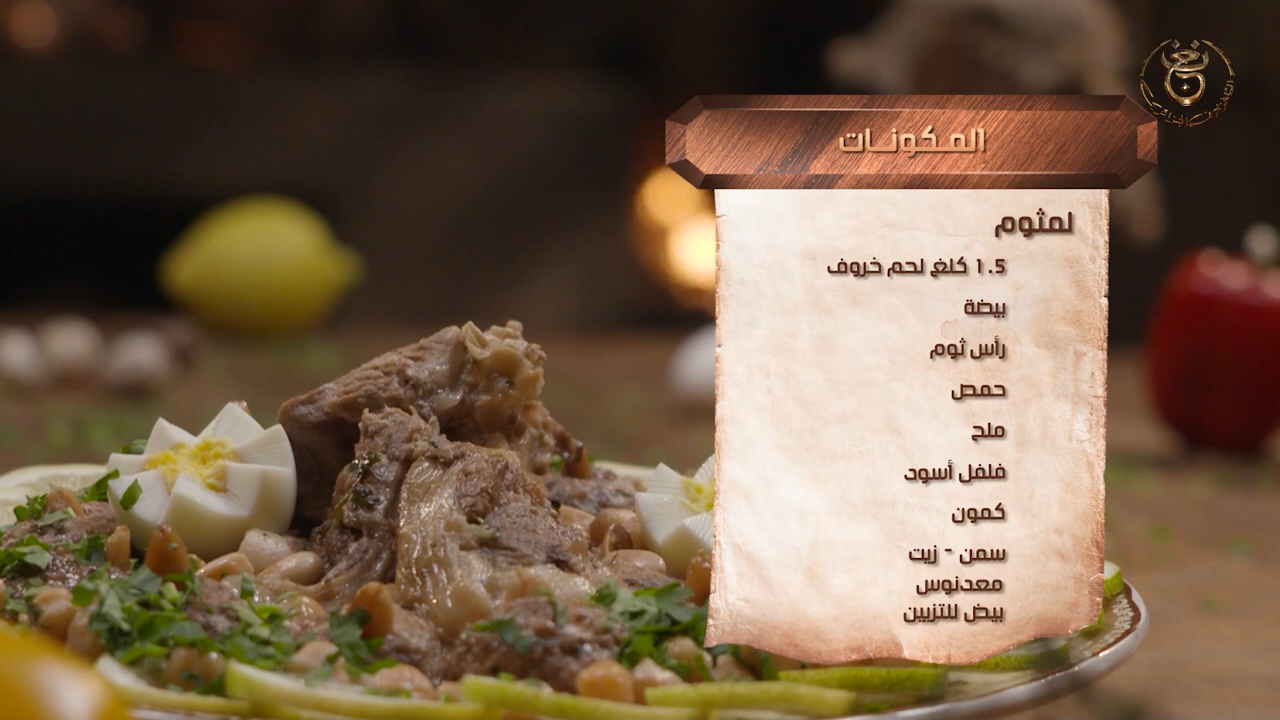 المكونات
لمثوم
1.5 كلغ لحم خروف
بيضة
رأس ثوم
حمص
ملح
فلفل أسود
كمون
سمن - زيت
معدنوس
بيض للتزيين